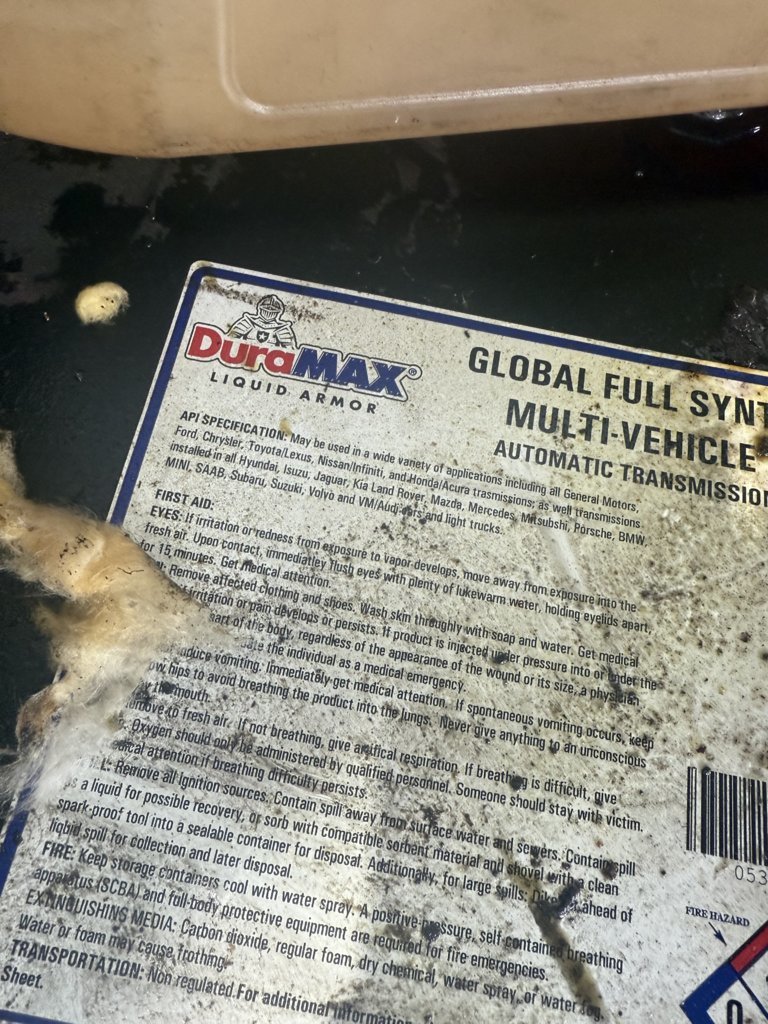 DuraMAX®
LIQUID ARMOR
GLOBAL FULL SYNT
MULTI-VEHICLE
AUTOMATIC TRANSMISSION
API SPECIFICATION: May be used in a wide variety of applications including all General Motors,
Ford, Chrysler, Toyota/Lexus, Nissan/Infiniti, and Honda/Acura trasmissions; as well transmissions
installed in all Hyundai, Isuzu, Jaguar, Kia Land Rover, Mazda, Mercedes, Mitsubshi, Porsche, BMW,
MINI, SAAB, Subaru, Suzuki, Volvo and VM/Audi cars and light trucks.
FIRST AID:
EYES: If irritation or redness from exposure to vapor develops, move away from exposure into the
fresh air. Upon contact, immediatley flush eyes with plenty of lukewarm water, holding eyelids apart,
for 15 minutes. Get medical attention.
Remove affected clothing and shoes. Wash skin throughly with soap and water. Get medical
irritation or pain develops or persists. If product is injected under pressure into or under the
part of the body, regardless of the appearance of the wound or its size, a physician
the individual as a medical emergency.
induce vomiting. Immediately get medical attention. If spontaneous vomiting occurs, keep
hips to avoid breathing the product into the lungs. Never give anything to an unconscious
mouth.
remove to fresh air. If not breathing, give artifical respiration. If breathing is difficult, give
Oxygen should only be administered by qualified personnel. Someone should stay with victim.
medical attention if breathing difficulty persists.
Remove all Ignition sources. Contain spill away from surface water and sewers. Contain spill
as a liquid for possible recovery, or sorb with compatible sorbent material and shovel with a clean
spark-proof tool into a sealable container for disposal. Additionally, for large spills: Dike ahead of
liqbid spill for collection and later disposal.
FIRE: Keep storage containers cool with water spray. A positive-pressure, self contained breathing
apparatus (SCBA) and full-body protective equipment are required for fire emergencies.
EXTINGUISHING MEDIA: Carbon dioxide, regular foam, dry chemical, water spray, or water fog.
Water or foam may cause frothing.
TRANSPORTATION: Non regulated.For additional information
Sheet.
053
FIRE HAZARD
0